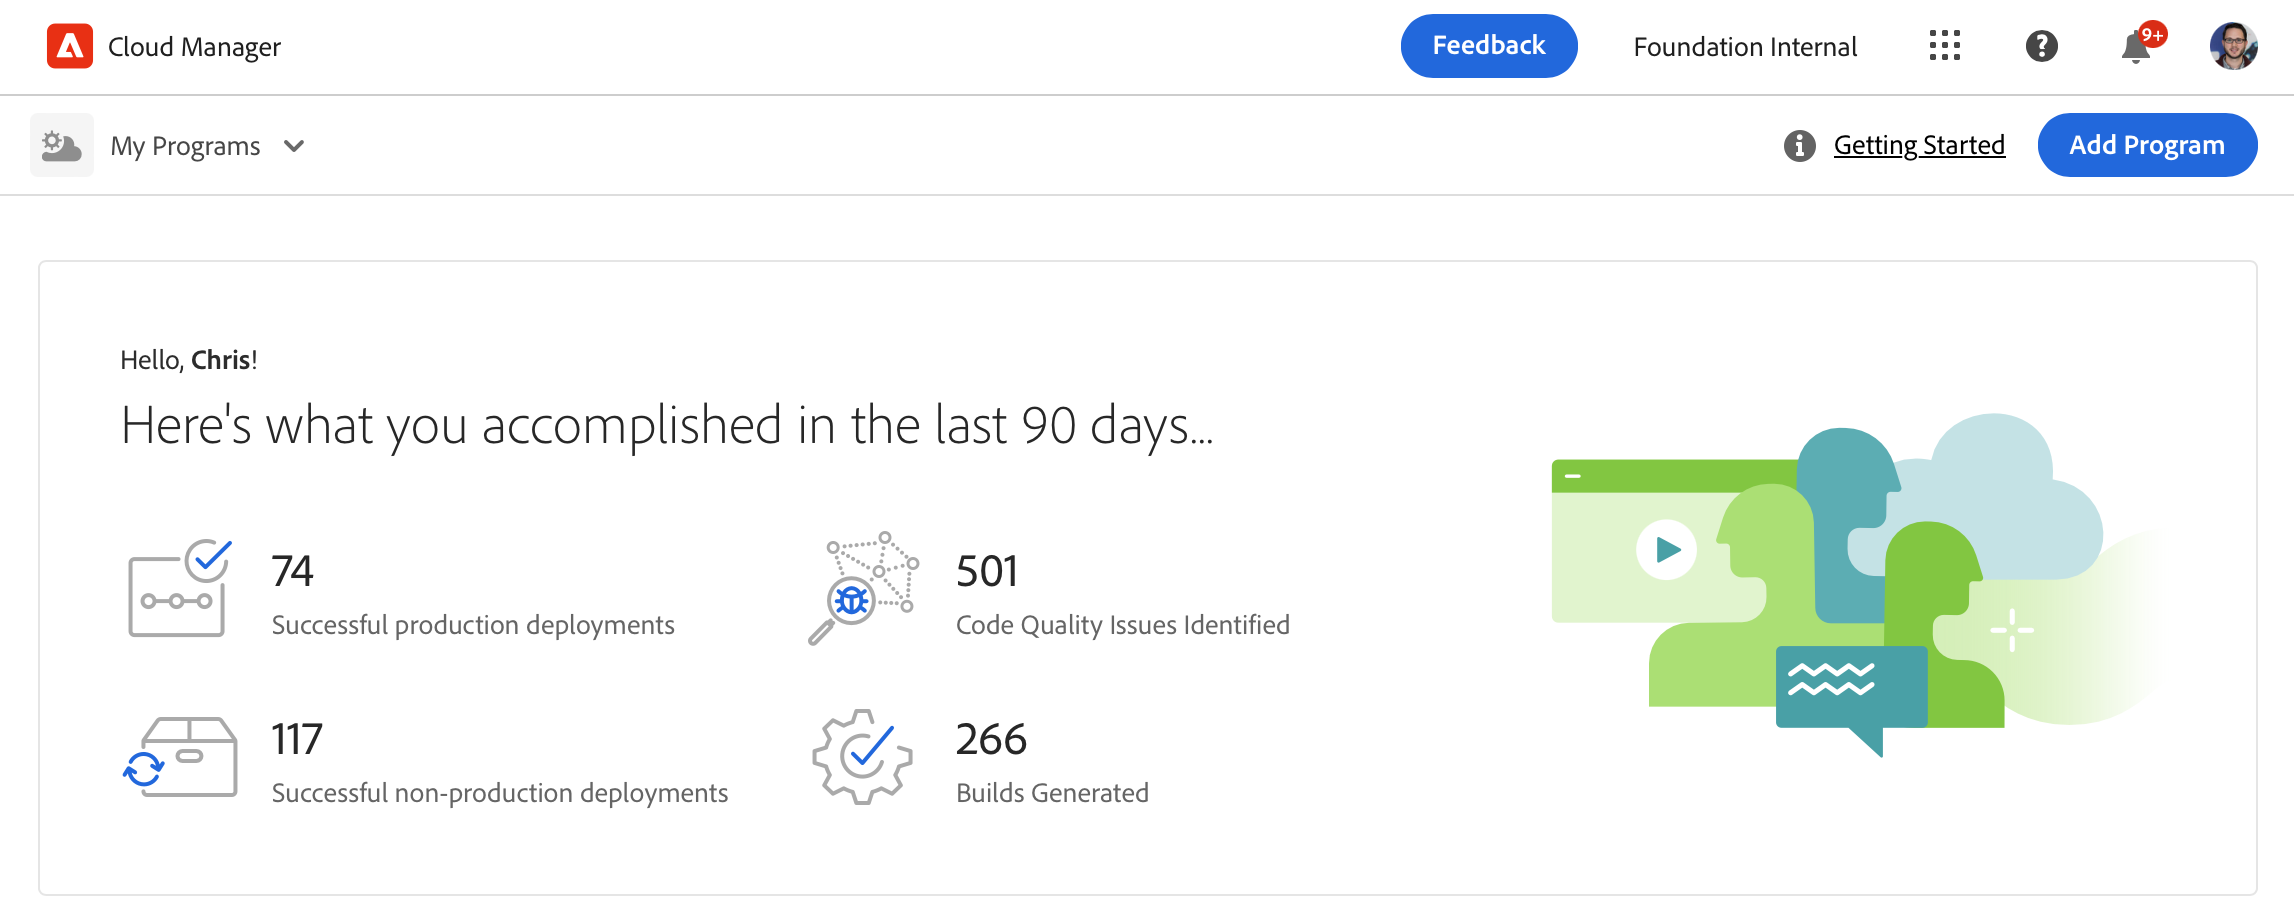 Cloud Manager
Feedback
Foundation Internal
9+
My Programs
Getting Started
Add Program
Hello, Chris!
Here's what you accomplished in the last 90 days...
74
Successful production deployments
501
Code Quality Issues Identified
117
Successful non-production deployments
266
Builds Generated